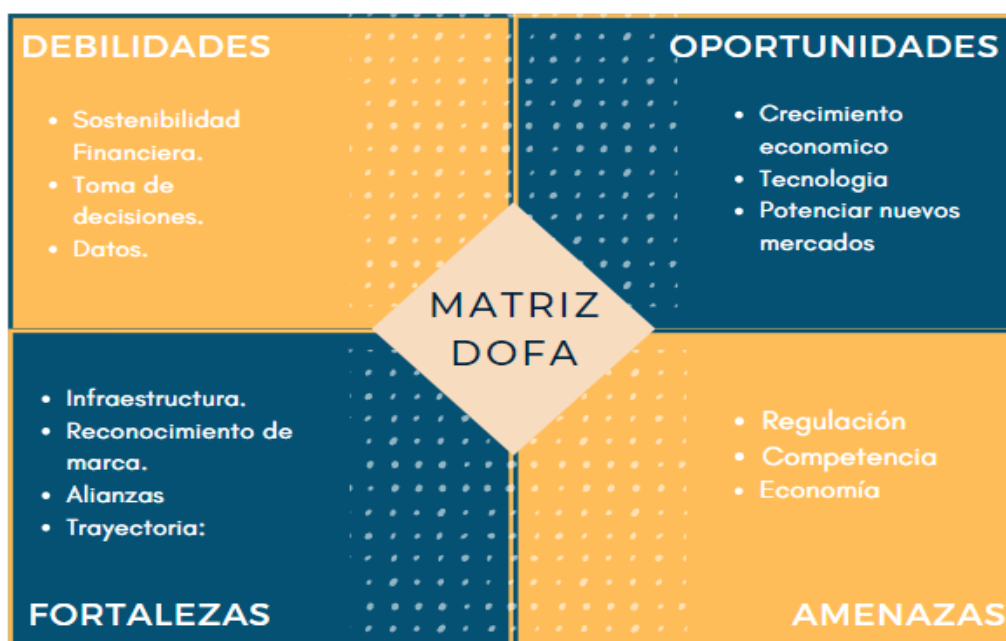 DEBILIDADES
• Sostenibilidad
Financiera.
• Toma de
decisiones.
• Datos.
OPORTUNIDADES
• Crecimiento
economico
• Tecnologia
• Potenciar nuevos
mercados
MATRIZ
DOFA
• Infraestructura.
• Reconocimiento de
marca.
• Alianzas
• Trayectoria:
FORTALEZAS
• Regulación
• Competencia
• Economía
AMENAZAS